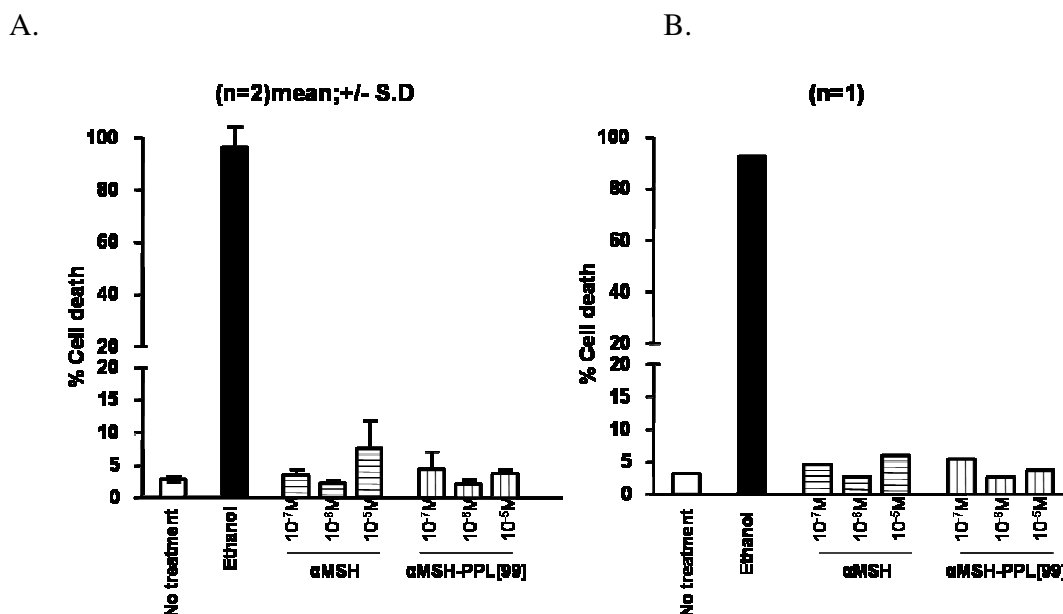 A.
B.
(n=2)mean;+/- S.D
(n=1)
% Cell death
100
80
60
40
20
20
15
10
5
0
No treatment
Ethanol
10⁻⁷M
10⁻⁶M
10⁻⁵M
αMSH
10⁻⁷M
10⁻⁶M
10⁻⁵M
αMSH-PPL[99]
% Cell death
100
80
60
40
20
20
15
10
5
0
No treatment
Ethanol
10⁻⁷M
10⁻⁶M
10⁻⁵M
αMSH
10⁻⁷M
10⁻⁶M
10⁻⁵M
αMSH-PPL[99]